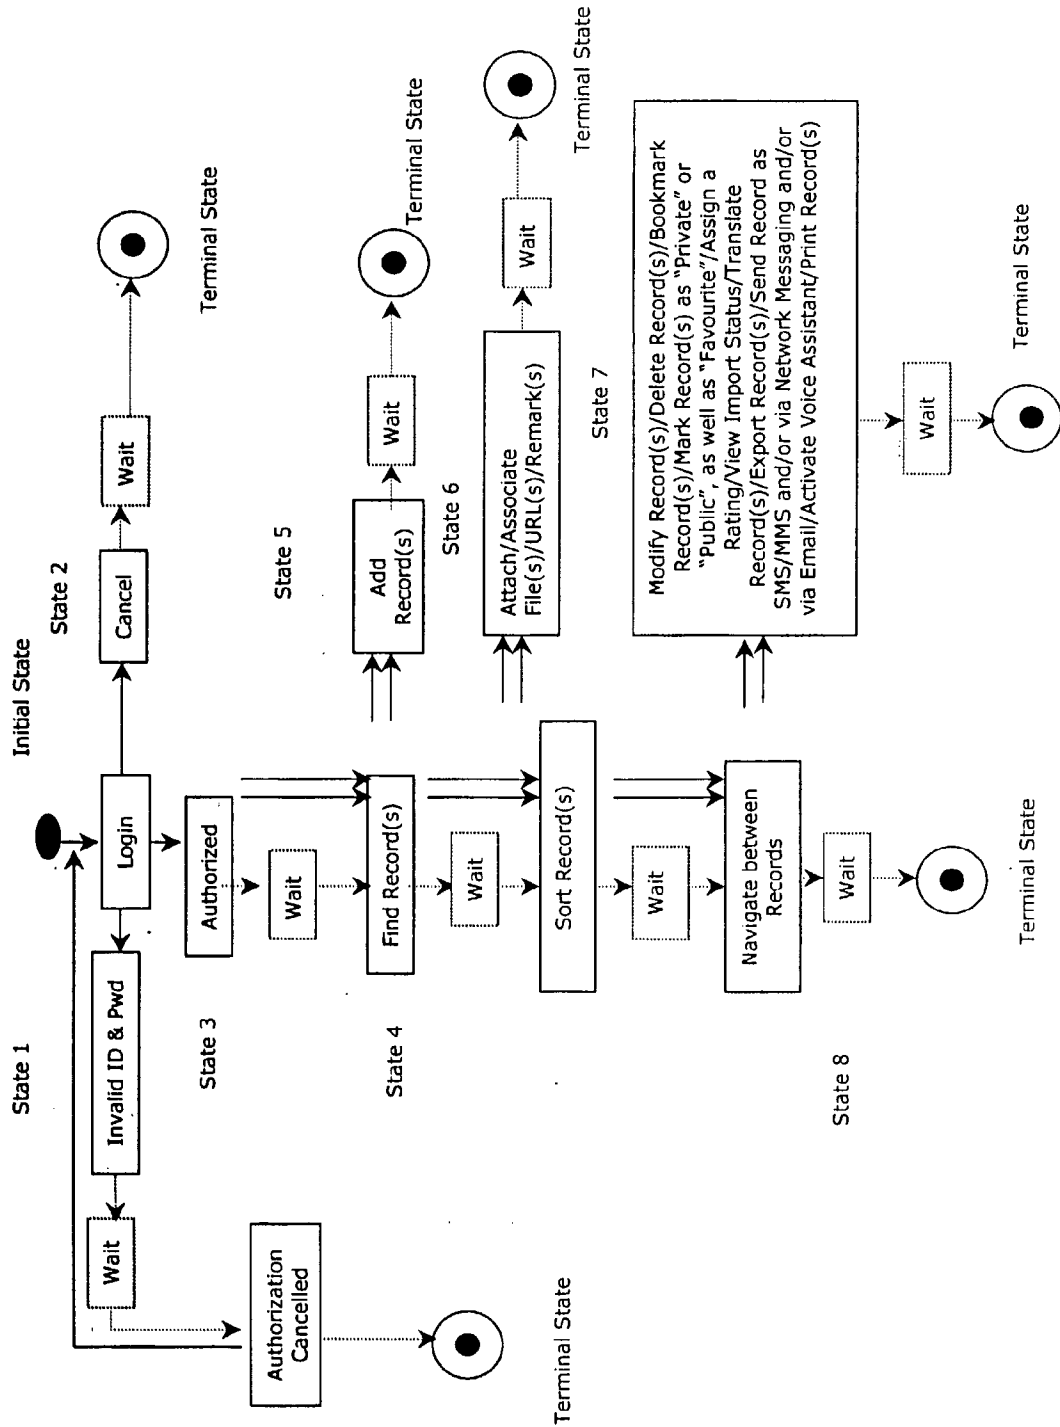 Initial State
State 1
Login
State 2
Cancel
Wait
Terminal State
Invalid ID & Pwd
Wait
Authorization
Cancelled
Terminal State
State 3
Authorized
Wait
State 4
Find Record(s)
Wait
Sort Record(s)
Wait
Navigate between
Records
State 8
Wait
Terminal State
State 5
Add
Record(s)
Wait
Terminal State
State 6
Attach/Associate
File(s)/URL(s)/Remark(s)
Wait
Terminal State
State 7
Modify Record(s)/Delete Record(s)/Bookmark
Record(s)/Mark Record(s) as "Private" or
"Public", as well as "Favourite"/Assign a
Rating/View Import Status/Translate
Record(s)/Export Record(s)/Send Record as
SMS/MMS and/or via Network Messaging and/or
via Email/Activate Voice Assistant/Print Record(s)
Wait
Terminal State